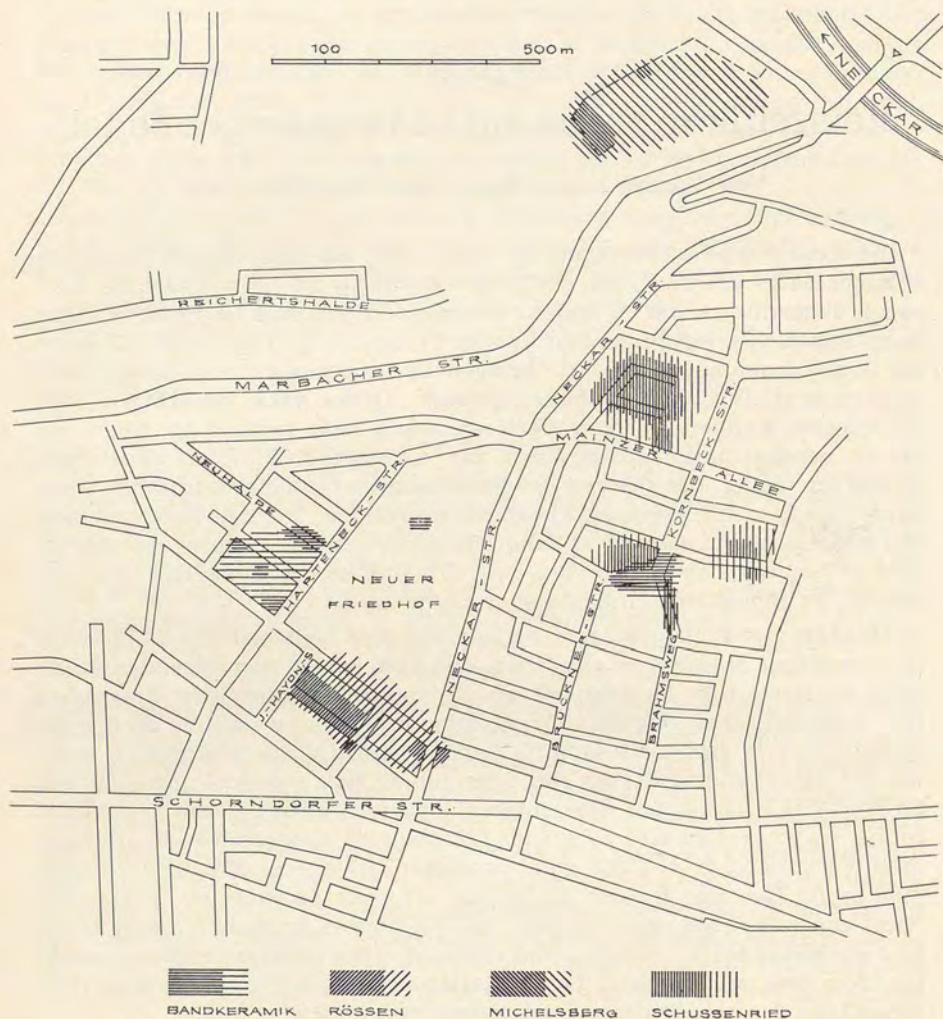 100 500 m
←NECKAR
REICHERTSHALDE
MARBACHER STR.
NECKAR-STR.
MAINZER ALLEE
KORNBECK-STR.
NEUHALDE
HARTENECK-STR.
NEUER
FRIEDHOF
NECKAR-STR.
BRUCKNER-STR.
BRAHMSWEG
J.-HAYDN-S.
SCHORNDORFER STR.
BANDKERAMIK RÖSSEN MICHELSBERG SCHUSSENRIED